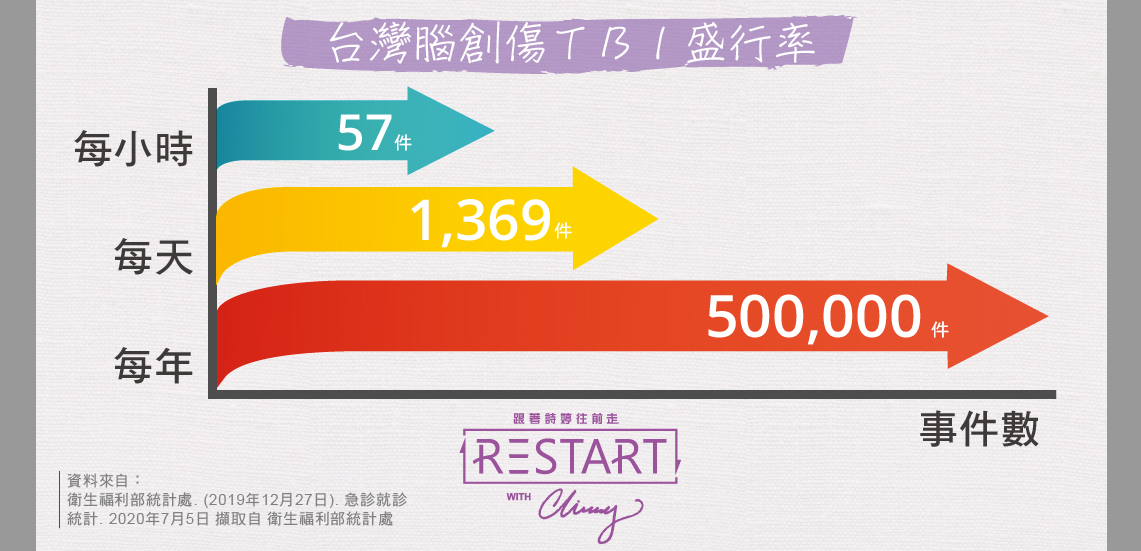 台灣腦創傷TBI盛行率
每小時
57件
每天
1,369件
每年
500,000 件
事件數
跟著詩婷往前走
RESTART
WITH
資料來自：
衛生福利部統計處. (2019年12月27日). 急診就診
統計. 2020年7月5日 擷取自 衛生福利部統計處